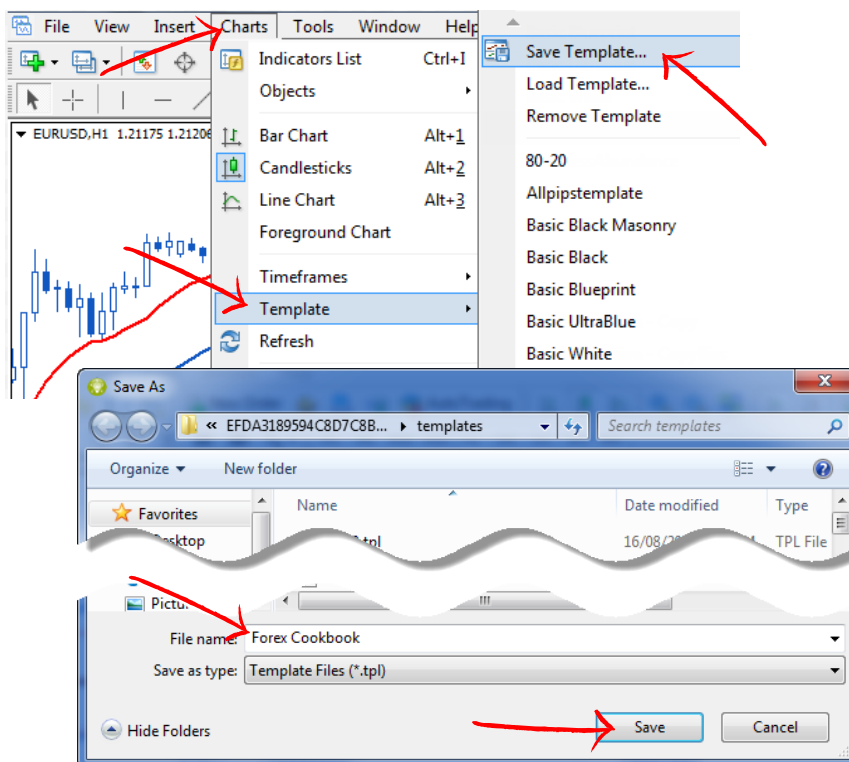 File View Insert Charts Tools Window Help
EURUSD,H1 1.21175 1.21206
Indicators List Ctrl+I
Objects
Bar Chart Alt+1
Candlesticks Alt+2
Line Chart Alt+3
Foreground Chart
Timeframes
Template
Refresh
Save Template...
Load Template...
Remove Template
80-20
Allpipstemplate
Basic Black Masonry
Basic Black
Basic Blueprint
Basic UltraBlue
Basic White
Save As
« EFDA3189594C8D7C8B... templates Search templates
Organize New folder
Favorites Name Date modified Type
TPL File
File name: Forex Cookbook
Save as type: Template Files (*.tpl)
Hide Folders Save Cancel